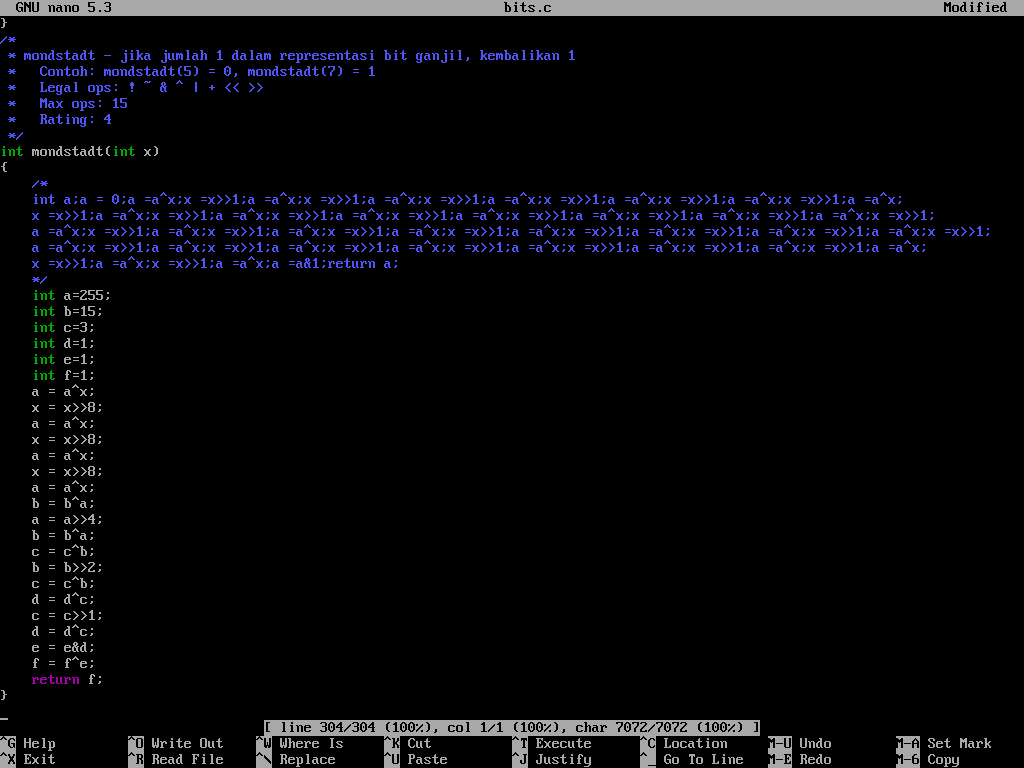 GNU nano 5.3 bits.c Modified
}
/*
* mondstadt - jika jumlah 1 dalam representasi bit ganjil, kembalikan 1
*   Contoh: mondstadt(5) = 0, mondstadt(7) = 1
*   Legal ops: ! ~ & ^ | + << >>
*   Max ops: 15
*   Rating: 4
*/
int mondstadt(int x)
{
/*
int a;a = 0;a =a^x;x =x>>1;a =a^x;x =x>>1;a =a^x;x =x>>1;a =a^x;x =x>>1;a =a^x;x =x>>1;a =a^x;x =x>>1;a =a^x;
x =x>>1;a =a^x;x =x>>1;a =a^x;x =x>>1;a =a^x;x =x>>1;a =a^x;x =x>>1;a =a^x;x =x>>1;a =a^x;x =x>>1;a =a^x;x =x>>1;
a =a^x;x =x>>1;a =a^x;x =x>>1;a =a^x;x =x>>1;a =a^x;x =x>>1;a =a^x;x =x>>1;a =a^x;x =x>>1;a =a^x;x =x>>1;a =a^x;x =x>>1;
a =a^x;x =x>>1;a =a^x;x =x>>1;a =a^x;x =x>>1;a =a^x;x =x>>1;a =a^x;x =x>>1;a =a^x;x =x>>1;a =a^x;x =x>>1;a =a^x;
x =x>>1;a =a^x;x =x>>1;a =a^x;a =a&1;return a;
*/
int a=255;
int b=15;
int c=3;
int d=1;
int e=1;
int f=1;
a = a^x;
x = x>>8;
a = a^x;
x = x>>8;
a = a^x;
x = x>>8;
a = a^x;
b = b^a;
a = a>>4;
b = b^a;
c = c^b;
b = b>>2;
c = c^b;
d = d^c;
c = c>>1;
d = d^c;
e = e&d;
f = f^e;
return f;
}
[ line 304/304 (100%), col 1/1 (100%), char 7072/7072 (100%) ]
^G Help ^O Write Out ^W Where Is ^K Cut ^T Execute ^C Location M-U Undo M-A Set Mark
^X Exit ^R Read File ^\ Replace ^U Paste ^J Justify ^_ Go To Line M-E Redo M-6 Copy